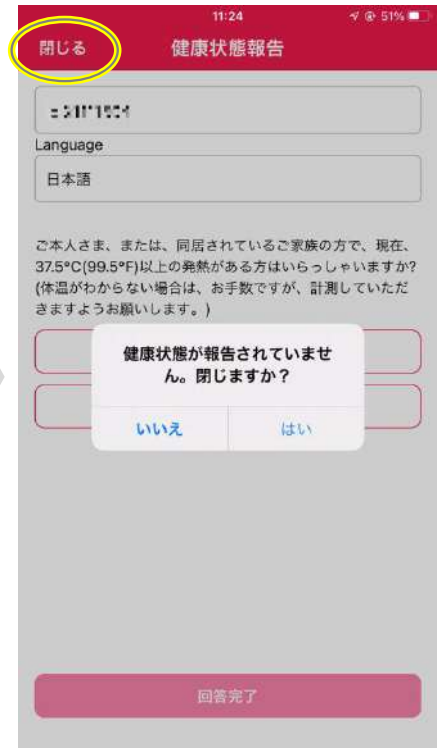 11:24
51%
閉じる
健康状態報告
Language
日本語
ご本人さま、または、同居されているご家族の方で、現在、
37.5°C(99.5°F)以上の発熱がある方はいらっしゃいますか?
(体温がわからない場合は、お手数ですが、計測していただ
きますようお願いします。)
健康状態が報告されていませ
ん。閉じますか?
いいえ
はい
回答完了